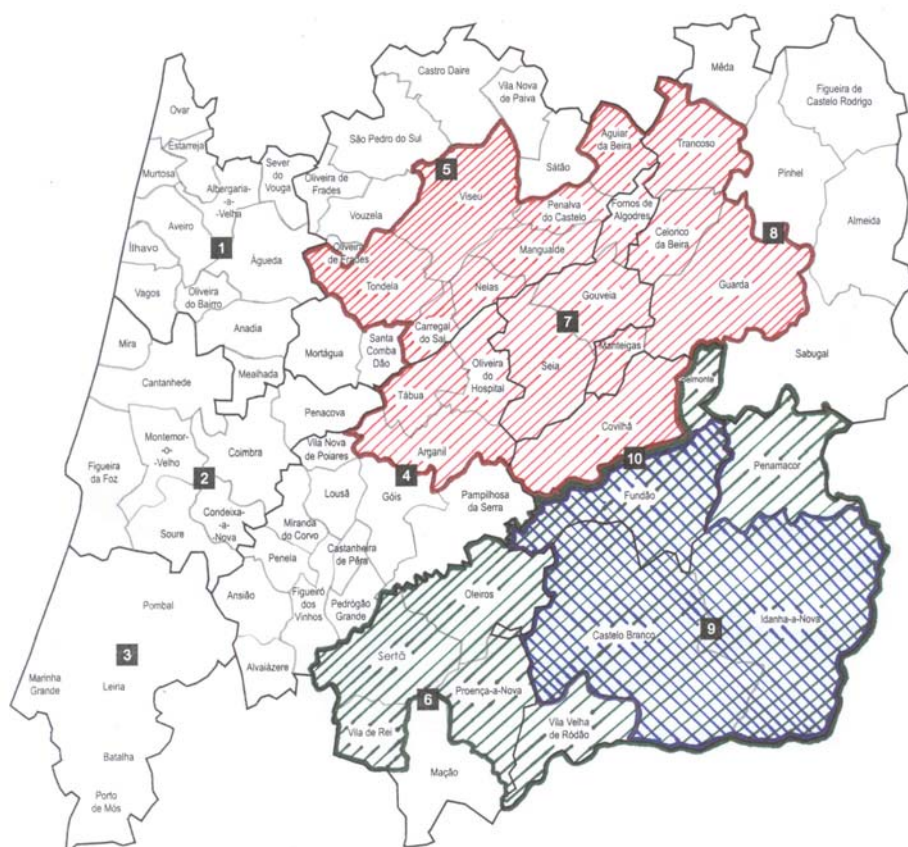 Mêda
Castro Daire
Vila Nova
de Paiva
Figueira de
Castelo Rodrigo
Ovar
São Pedro do Sul
Aguiar
da Beira
Trancoso
Estarreja
Murtosa
Albergaria-
-a-
-Velha
Sever
do
Vouga
Oliveira de
Frades
5
Sátão
Viseu
Pinhel
Vouzela
Penalva
do Castelo
Fornos de
Algodres
Almeida
Aveiro
1
Celorico
da Beira
8
Ílhavo
Águeda
Oliveira
de Frades
Mangualde
Vagos
Oliveira
do Bairro
Tondela
Nelas
Gouveia
Guarda
Anadia
7
Mira
Mortágua
Santa
Comba
Dão
Carregal
do Sal
Manteigas
Sabugal
Cantanhede
Mealhada
Oliveira
do
Hospital
Seia
Belmonte
Tábua
Penacova
Covilhã
Montemor-
-o-
-Velho
Coimbra
Vila Nova
de Poiares
Arganil
10
Penamacor
Figueira
da Foz
2
4
Lousã
Góis
Pampilhosa
da Serra
Fundão
Condeixa-
-a-
-Nova
Soure
Miranda
do Corvo
Penela
Castanheira
de Pêra
Ansião
Figueiró
dos
Vinhos
Pedrógão
Grande
Oleiros
Pombal
Idanha-a-Nova
Castelo Branco
9
3
Sertã
Alvaiázere
Marinha
Grande
Leiria
Proença-a-Nova
6
Vila de Rei
Vila Velha
de Ródão
Batalha
Mação
Porto
de Mós